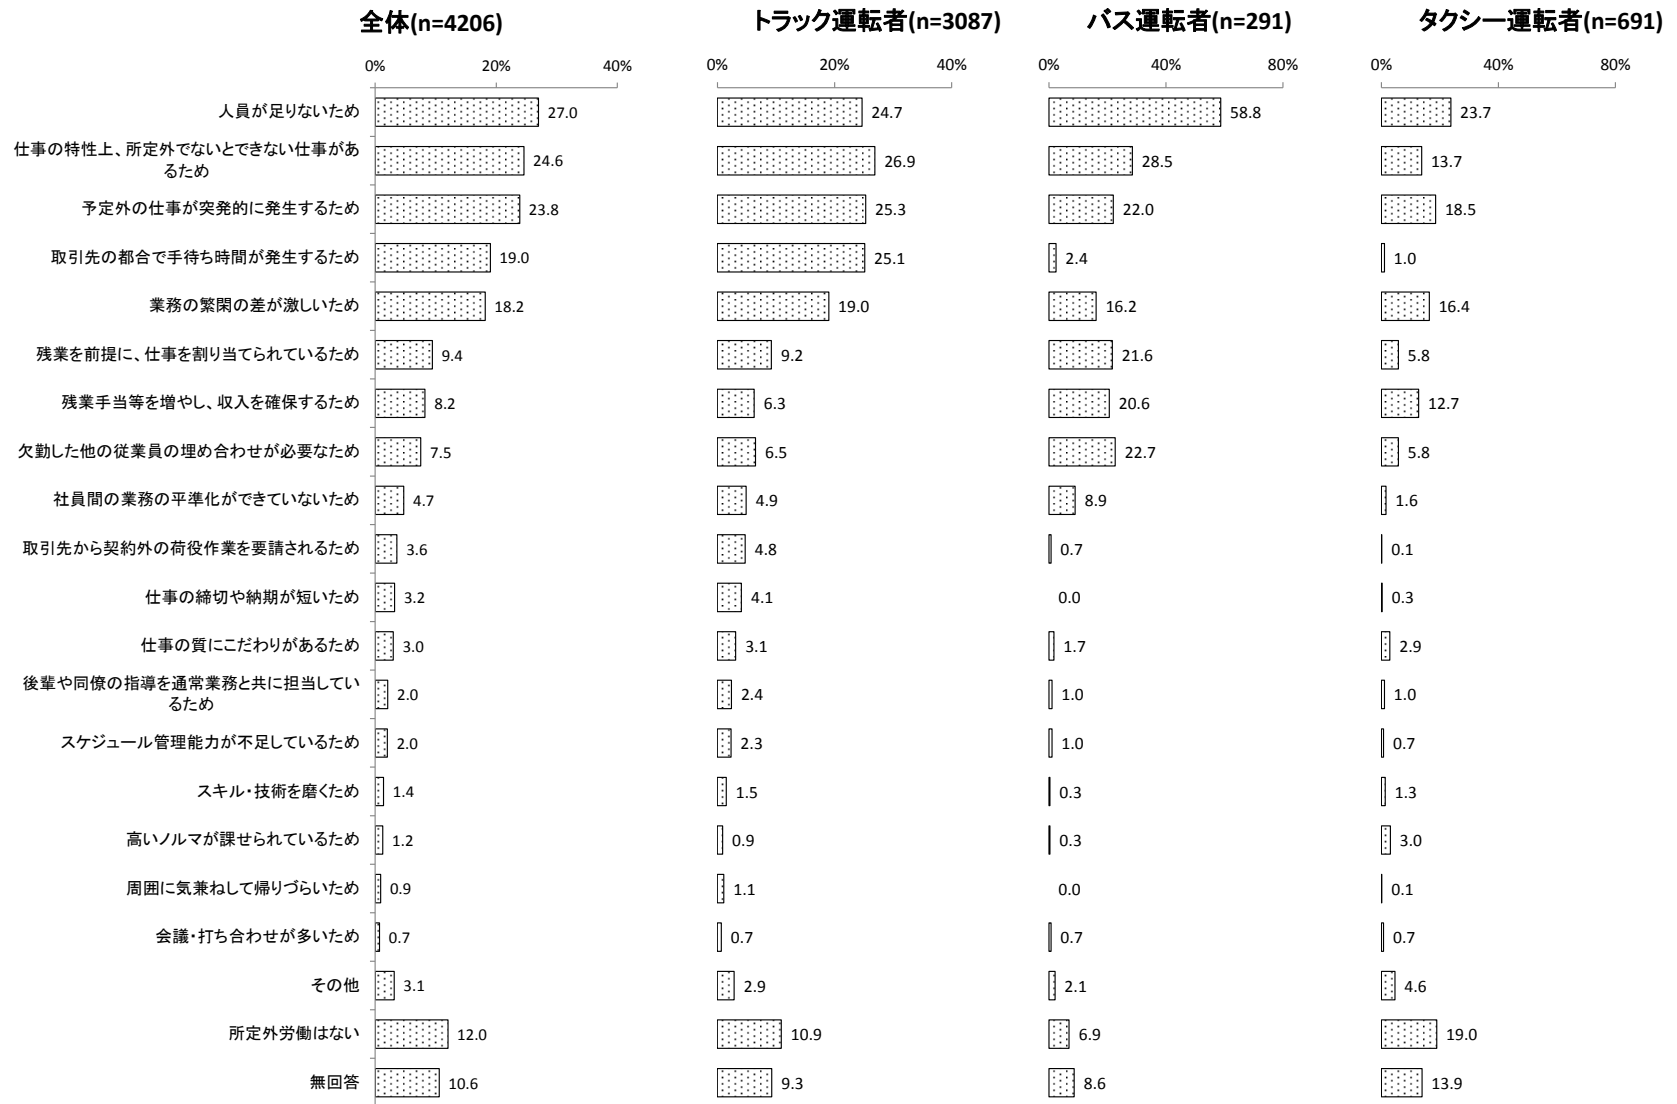 全体(n=4206) トラック運転者(n=3087) バス運転者(n=291) タクシー運転者(n=691)
0% 20% 40% 0% 20% 40% 0% 40% 80% 0% 40% 80%
人員が足りないため 27.0 24.7 58.8 23.7
仕事の特性上、所定外でないとできない仕事があ
るため 24.6 26.9 28.5 13.7
予定外の仕事が突発的に発生するため 23.8 25.3 22.0 18.5
取引先の都合で手待ち時間が発生するため 19.0 25.1 2.4 1.0
業務の繁閑の差が激しいため 18.2 19.0 16.2 16.4
残業を前提に、仕事を割り当てられているため 9.4 9.2 21.6 5.8
残業手当等を増やし、収入を確保するため 8.2 6.3 20.6 12.7
欠勤した他の従業員の埋め合わせが必要なため 7.5 6.5 22.7 5.8
社員間の業務の平準化ができていないため 4.7 4.9 8.9 1.6
取引先から契約外の荷役作業を要請されるため 3.6 4.8 0.7 0.1
仕事の締切や納期が短いため 3.2 4.1 0.0 0.3
仕事の質にこだわりがあるため 3.0 3.1 1.7 2.9
後輩や同僚の指導を通常業務と共に担当してい
るため 2.0 2.4 1.0 1.0
スケジュール管理能力が不足しているため 2.0 2.3 1.0 0.7
スキル・技術を磨くため 1.4 1.5 0.3 1.3
高いノルマが課せられているため 1.2 0.9 0.3 3.0
周囲に気兼ねして帰りづらいため 0.9 1.1 0.0 0.1
会議・打ち合わせが多いため 0.7 0.7 0.7 0.7
その他 3.1 2.9 2.1 4.6
所定外労働はない 12.0 10.9 6.9 19.0
無回答 10.6 9.3 8.6 13.9